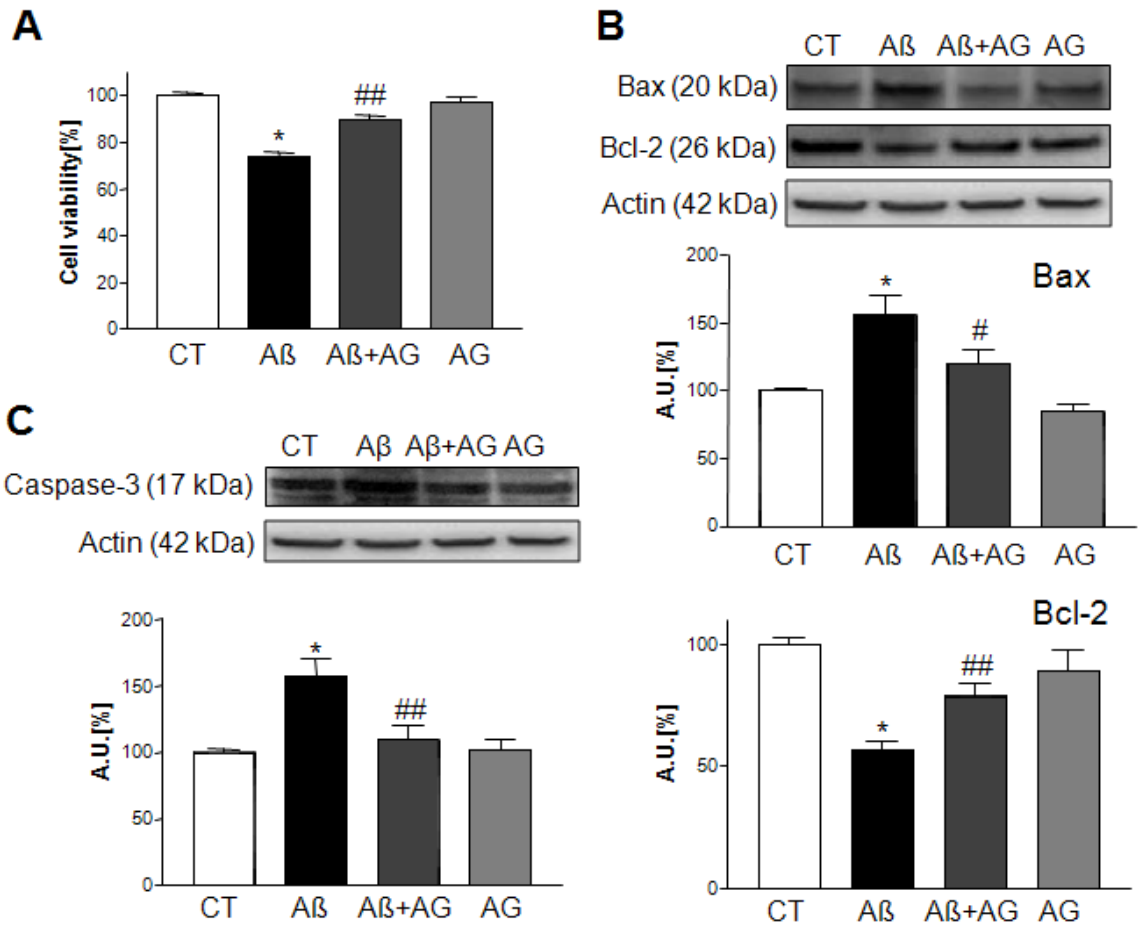 A
Cell viability[%]
100
80
60
40
20
0
*
##
CT Aß Aß+AG AG
B
CT Aß Aß+AG AG
Bax (20 kDa)
Bcl-2 (26 kDa)
Actin (42 kDa)
Bax
A.U.[%]
200
150
100
50
0
*
#
CT Aß Aß+AG AG
Bcl-2
A.U.[%]
100
50
0
*
##
CT Aß Aß+AG AG
C
CT Aβ Aβ+AG AG
Caspase-3 (17 kDa)
Actin (42 kDa)
A.U.[%]
200
150
100
50
0
*
##
CT Aß Aß+AG AG